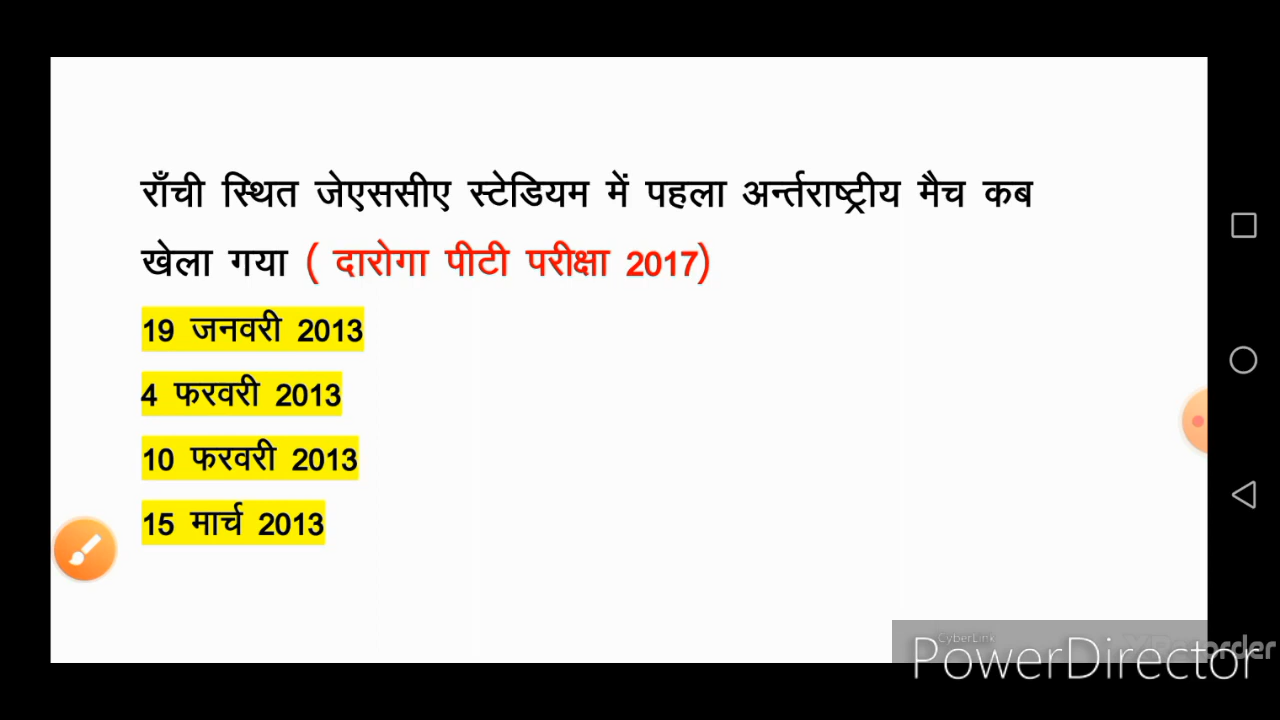 राँची स्थित जेएससीए स्टेडियम में पहला अर्न्तराष्ट्रीय मैच कब
खेला गया ( दारोगा पीटी परीक्षा 2017)
19 जनवरी 2013
4 फरवरी 2013
10 फरवरी 2013
15 मार्च 2013
CyberLink
PowerDirector